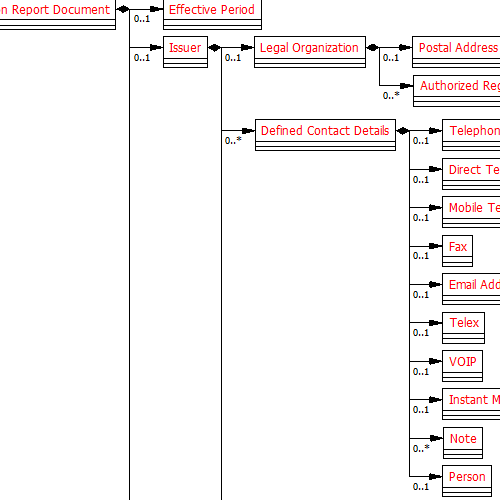 n Report Document
Effective Period
0..1
Issuer
0..1
Legal Organization
0..1
Postal Address
0..1
Authorized Reg
0..*
Defined Contact Details
0..*
Telephon
0..1
Direct Te
0..1
Mobile Te
0..1
Fax
0..1
Email Add
0..1
Telex
0..1
VOIP
0..1
Instant M
0..1
Note
0..*
Person
0..1